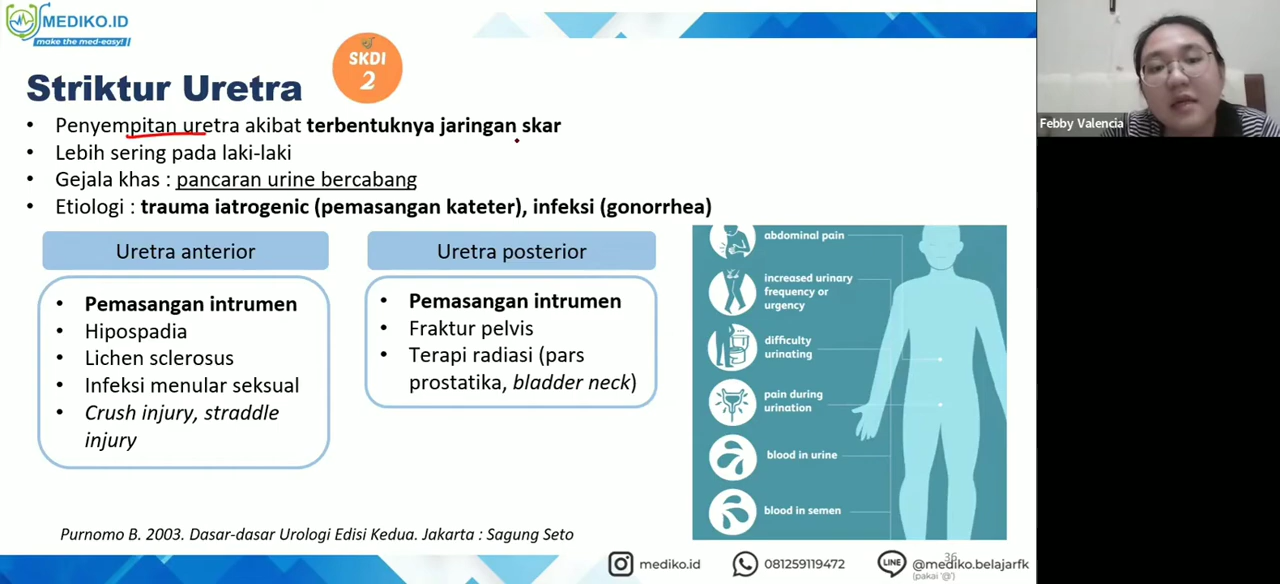 MEDIKO.ID
make the med-easy!
SKDI
2
Striktur Uretra
• Penyempitan uretra akibat terbentuknya jaringan skar
• Lebih sering pada laki-laki
• Gejala khas : pancaran urine bercabang
• Etiologi : trauma iatrogenic (pemasangan kateter), infeksi (gonorrhea)
Uretra anterior
• Pemasangan intrumen
• Hipospadia
• Lichen sclerosus
• Infeksi menular seksual
• Crush injury, straddle
injury
Uretra posterior
• Pemasangan intrumen
• Fraktur pelvis
• Terapi radiasi (pars
prostatika, bladder neck)
abdominal pain
increased urinary
frequency or
urgency
difficulty
urinating
pain during
urination
blood in urine
blood in semen
Purnomo B. 2003. Dasar-dasar Urologi Edisi Kedua. Jakarta : Sagung Seto
mediko.id
081259119472
LINE
@mediko.belajarfk
(pakai '@')
36
Febby Valencia